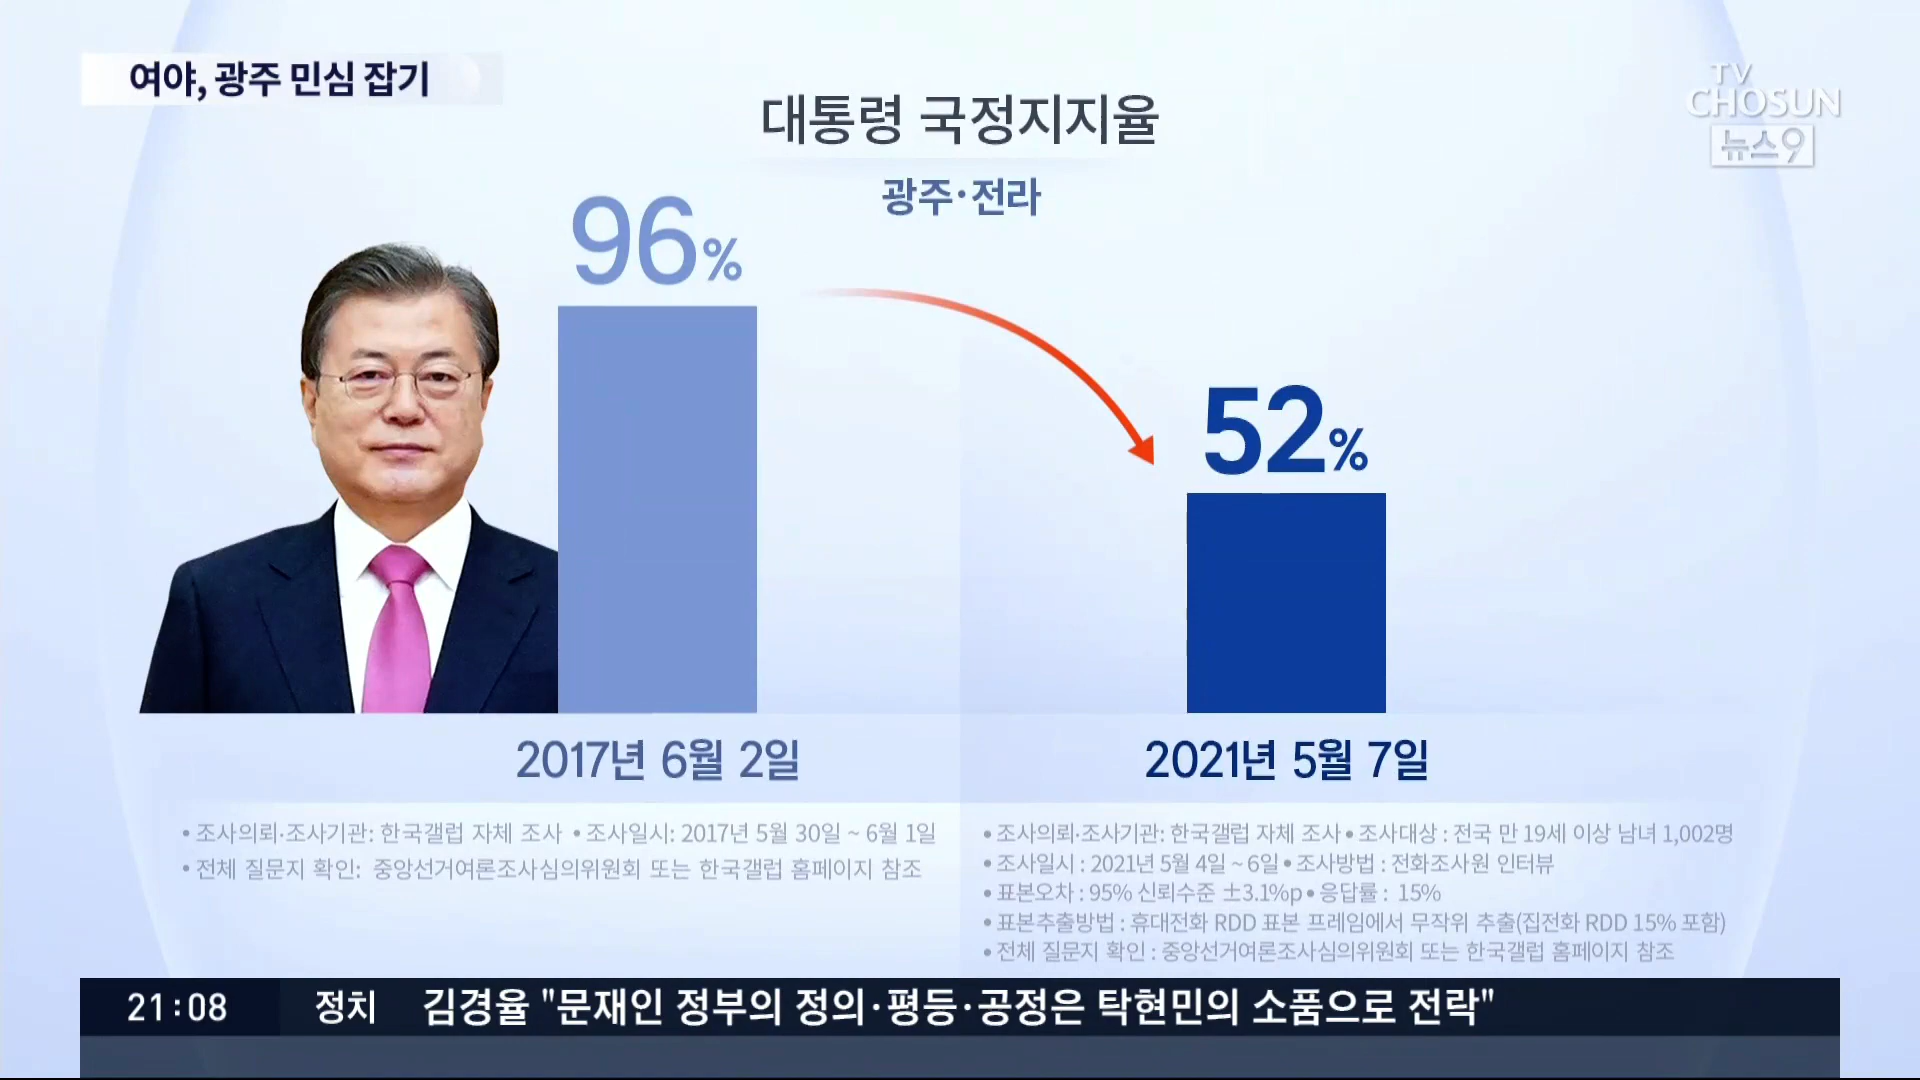 여야, 광주 민심 잡기
TV
CHOSUN
뉴스9
대통령 국정지지율
광주·전라
96%
52%
2017년 6월 2일
2021년 5월 7일
• 조사의뢰·조사기관: 한국갤럽 자체 조사 • 조사일시: 2017년 5월 30일 ~ 6월 1일
• 전체 질문지 확인: 중앙선거여론조사심의위원회 또는 한국갤럽 홈페이지 참조
• 조사의뢰·조사기관: 한국갤럽 자체 조사 • 조사대상 : 전국 만 19세 이상 남녀 1,002명
• 조사일시 : 2021년 5월 4일 ~ 6일 • 조사방법 : 전화조사원 인터뷰
• 표본오차 : 95% 신뢰수준 ±3.1%p • 응답률 : 15%
• 표본추출방법 : 휴대전화 RDD 표본 프레임에서 무작위 추출(집전화 RDD 15% 포함)
• 전체 질문지 확인 : 중앙선거여론조사심의위원회 또는 한국갤럽 홈페이지 참조
21:08 정치 김경율 "문재인 정부의 정의·평등·공정은 탁현민의 소품으로 전락"